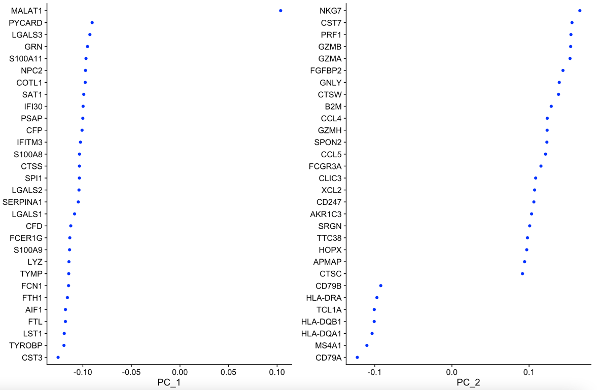 MALAT1
PYCARD
LGALS3
GRN
S100A11
NPC2
COTL1
SAT1
IFI30
PSAP
CFP
IFITM3
S100A8
CTSS
SPI1
LGALS2
SERPINA1
LGALS1
CFD
FCER1G
S100A9
LYZ
TYMP
FCN1
FTH1
AIF1
FTL
LST1
TYROBP
CST3
-0.10 -0.05 0.00 0.05 0.10
PC_1
NKG7
CST7
PRF1
GZMB
GZMA
FGFBP2
GNLY
CTSW
B2M
CCL4
GZMH
SPON2
CCL5
FCGR3A
CLIC3
XCL2
CD247
AKR1C3
SRGN
TTC38
HOPX
APMAP
CTSC
CD79B
HLA-DRA
TCL1A
HLA-DQB1
HLA-DQA1
MS4A1
CD79A
-0.1 0.0 0.1
PC_2